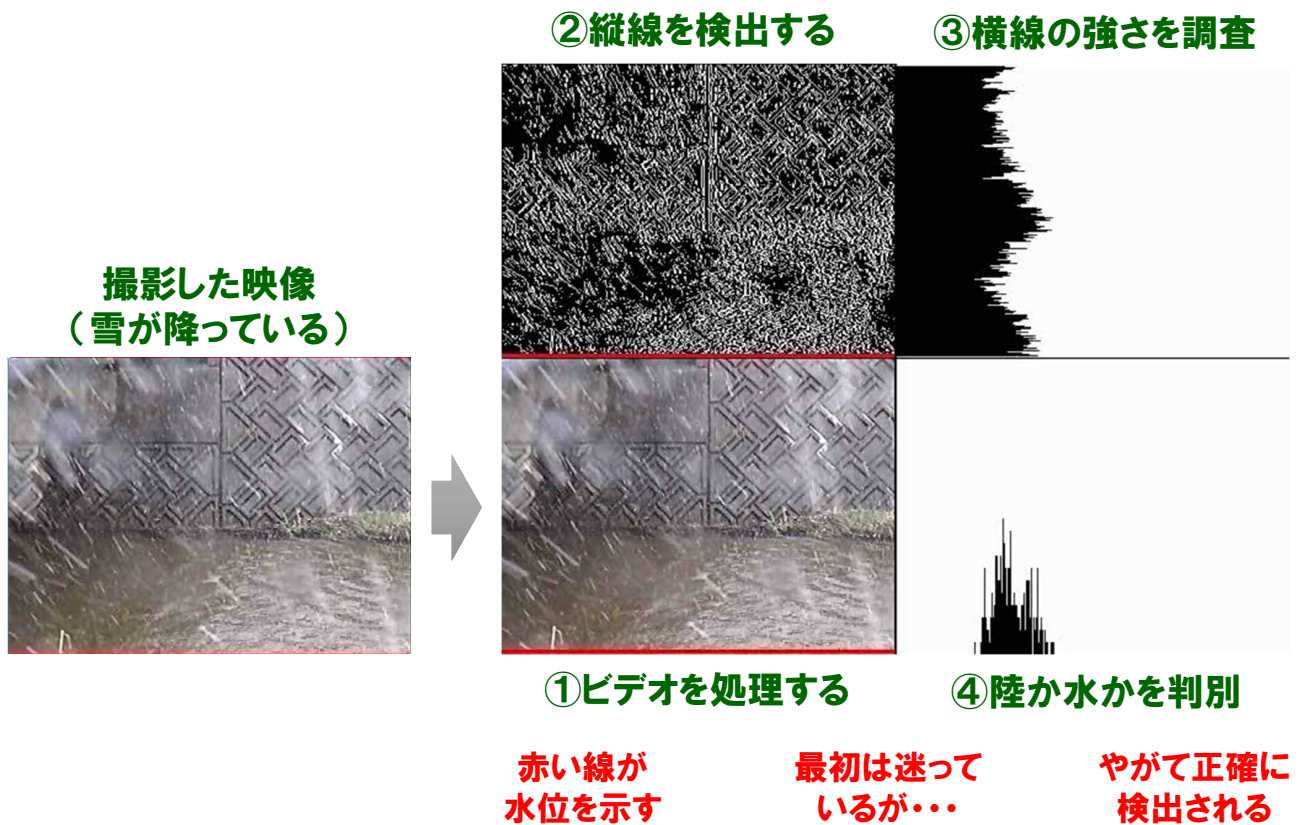 ②縦線を検出する
③横線の強さを調査
撮影した映像
（雪が降っている）
①ビデオを処理する
④陸か水かを判別
赤い線が
水位を示す
最初は迷って
いるが・・・
やがて正確に
検出される